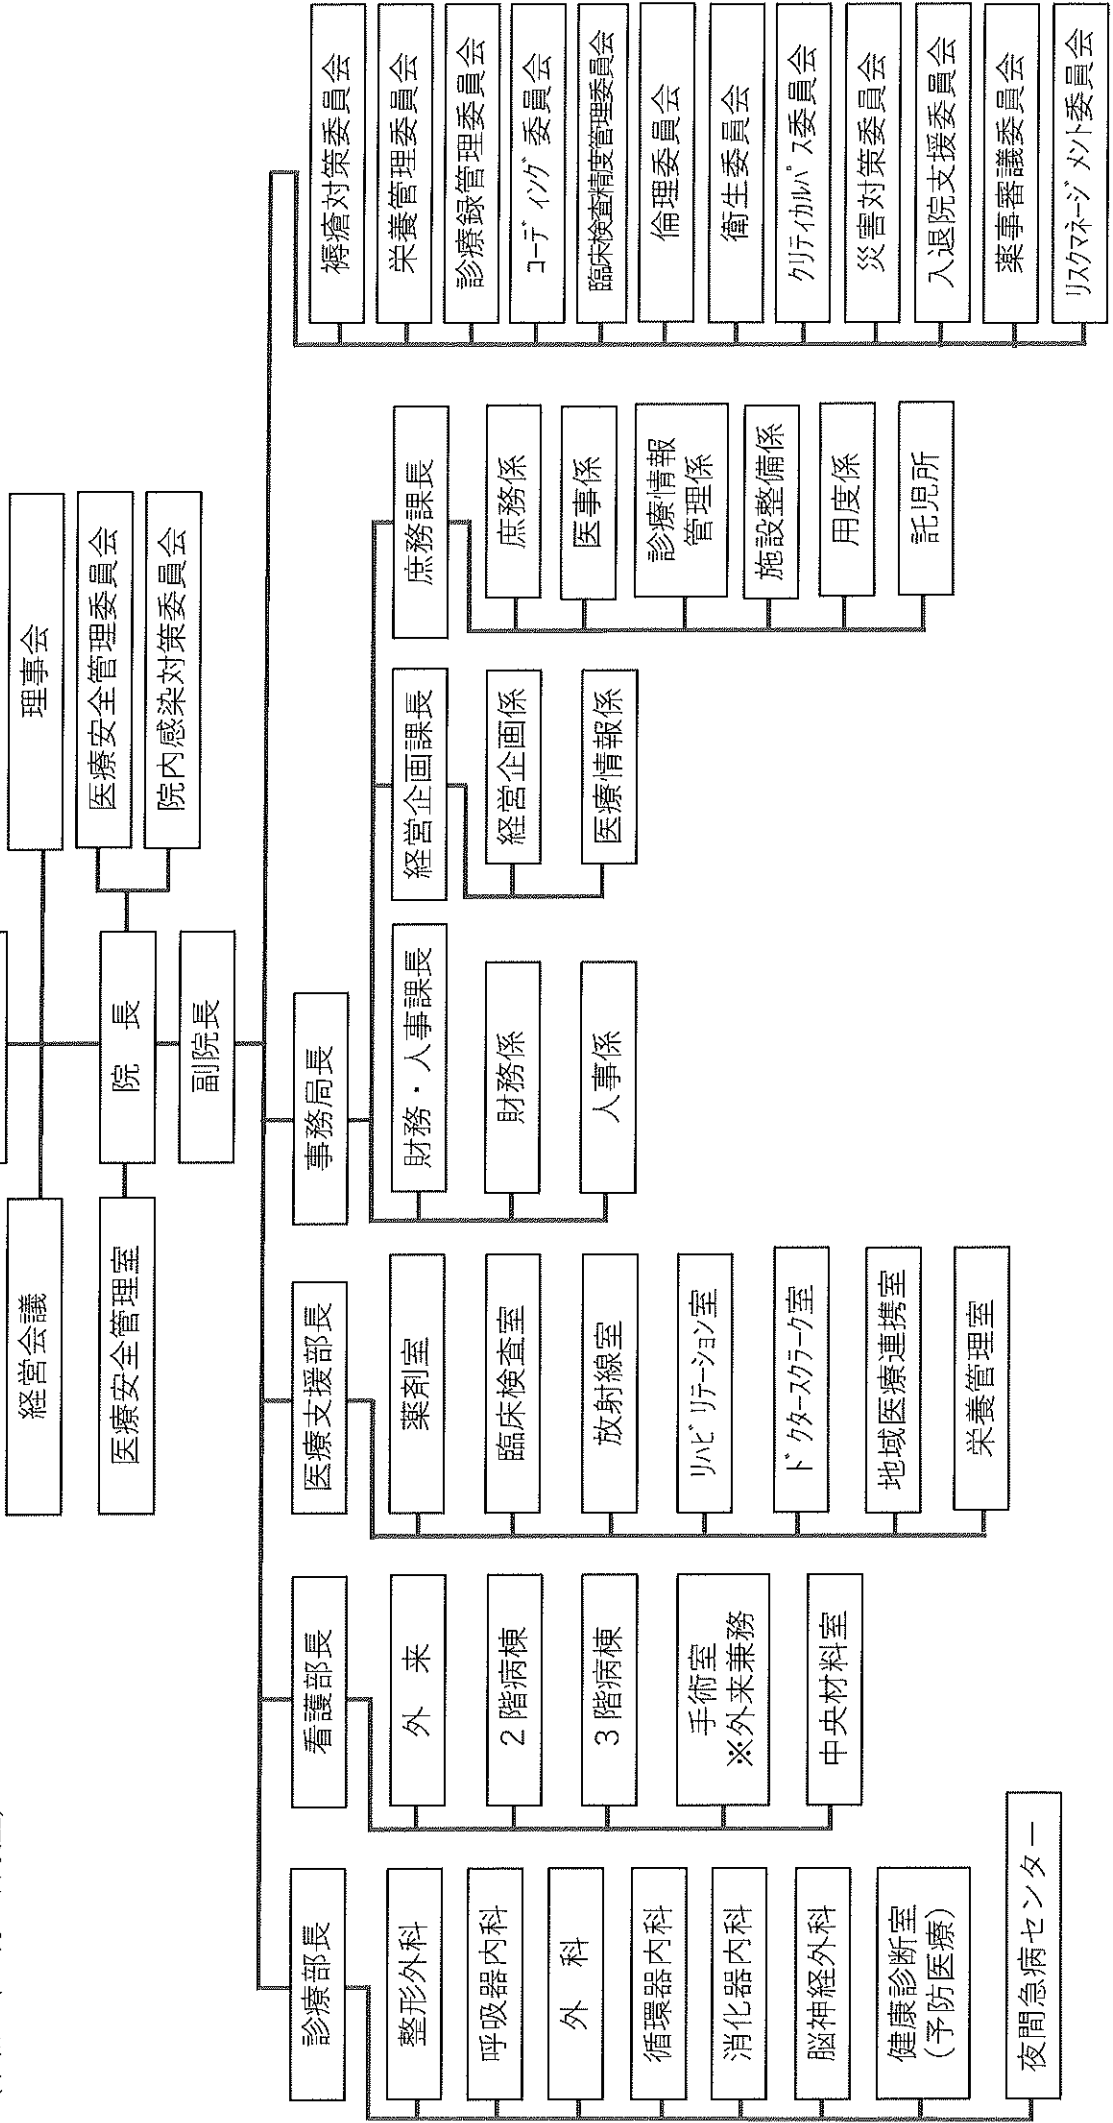 理事会
経営会議
医療安全管理委員会
院内感染対策委員会
院　長
医療安全管理室
副院長
診療部長
整形外科
呼吸器内科
外　科
循環器内科
消化器内科
脳神経外科
健康診断室
(予防医療)
夜間急病センター
看護部長
外　来
2階病棟
3階病棟
手術室
※外来兼務
中央材料室
医療支援部長
薬剤室
臨床検査室
放射線室
ﾘﾊﾋﾞﾘﾃｰｼｮﾝ室
ﾄﾞｸﾀｰｽｸﾗｰｸ室
地域医療連携室
栄養管理室
事務局長
財務・人事課長
財務係
人事係
経営企画課長
経営企画係
医療情報係
庶務課長
庶務係
医事係
診療情報
管理係
施設整備係
用度係
託児所
褥瘡対策委員会
栄養管理委員会
診療録管理委員会
ｺｰﾃﾞｨﾝｸﾞ委員会
臨床検査精度管理委員会
倫理委員会
衛生委員会
ｸﾘﾃｨｶﾙﾊﾟｽ委員会
災害対策委員会
入退院支援委員会
薬事審議委員会
ﾘｽｸﾏﾈｰｼﾞﾒﾝﾄ委員会